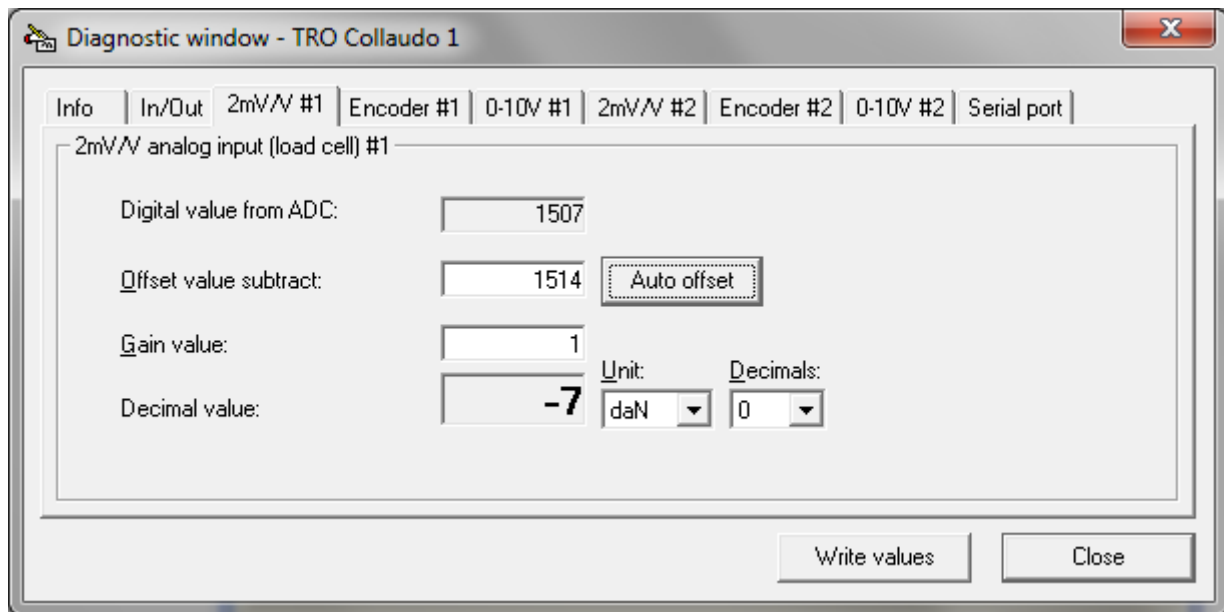 Diagnostic window - TRO Collaudo 1
Info In/Out 2mV/V #1 Encoder #1 0-10V #1 2mV/V #2 Encoder #2 0-10V #2 Serial port
2mV/V analog input (load cell) #1
Digital value from ADC: 1507
Offset value subtract: 1514 Auto offset
Gain value: 1
Unit: Decimals:
Decimal value: -7 daN 0
Write values Close